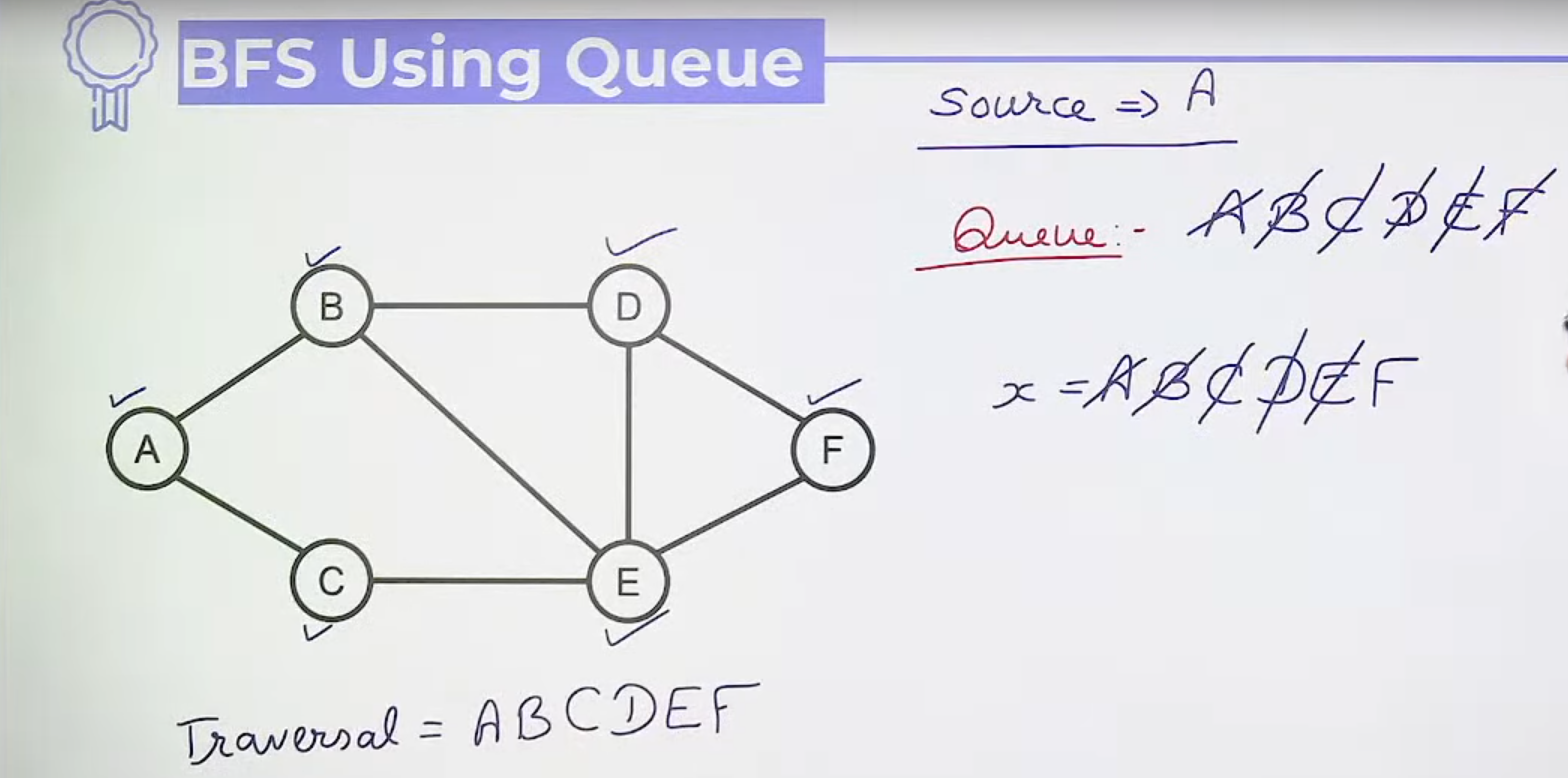 BFS Using Queue
Source => A
Queue:- A B C D E F
x = A B C D E F
B
D
A
F
C
E
Traversal = A B C D E F